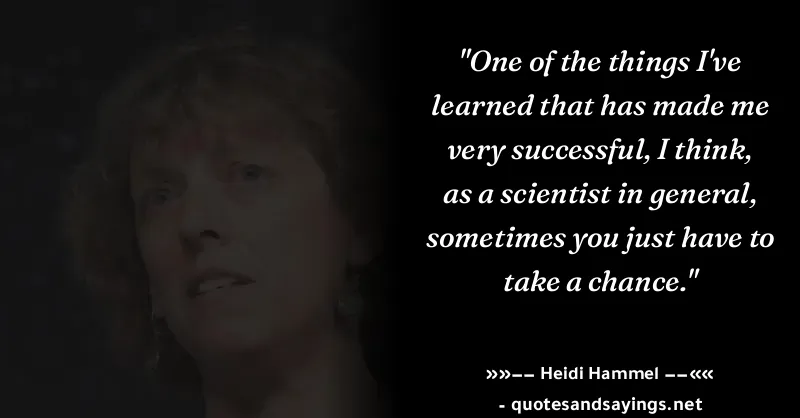 "One of the things I've
learned that has made me
very successful, I think,
as a scientist in general,
sometimes you just have to
take a chance."
»»−− Heidi Hammel −−««
- quotesandsayings.net